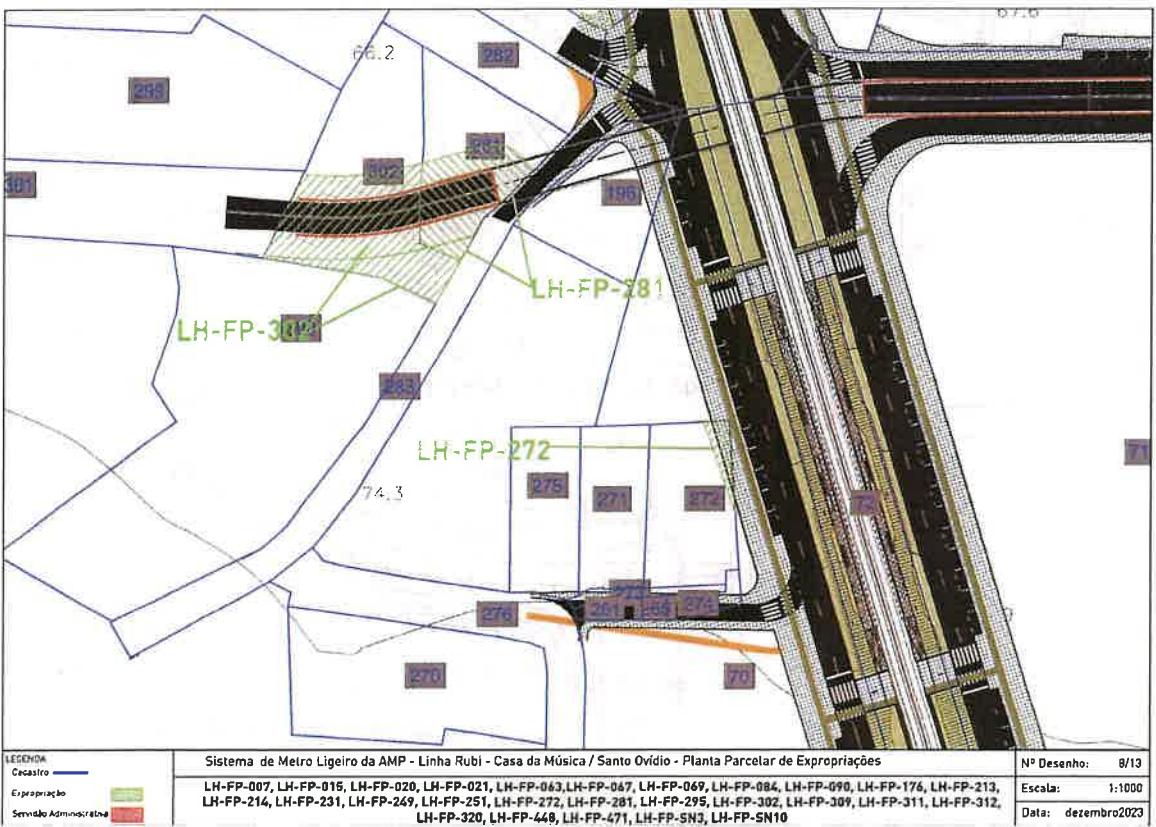 67.6
66.2
282
299
281
302
301
196
LH-FP-281
LH-FP-302
283
LH-FP-272
71
74.3
275
271
272
72
273
276
261
269
274
270
70
LEGENDA
Cadastro
Expropriação
Servidão Administrativa
Sistema de Metro Ligeiro da AMP - Linha Rubi - Casa da Música / Santo Ovídio - Planta Parcelar de Expropriações
LH-FP-007, LH-FP-015, LH-FP-020, LH-FP-021, LH-FP-063,LH-FP-067, LH-FP-069, LH-FP-084, LH-FP-090, LH-FP-176, LH-FP-213,
LH-FP-214, LH-FP-231, LH-FP-249, LH-FP-251, LH-FP-272, LH-FP-281, LH-FP-295, LH-FP-302, LH-FP-309, LH-FP-311, LH-FP-312,
LH-FP-320, LH-FP-448, LH-FP-471, LH-FP-SN3, LH-FP-SN10
Nº Desenho: 8/13
Escala: 1:1000
Data: dezembro2023